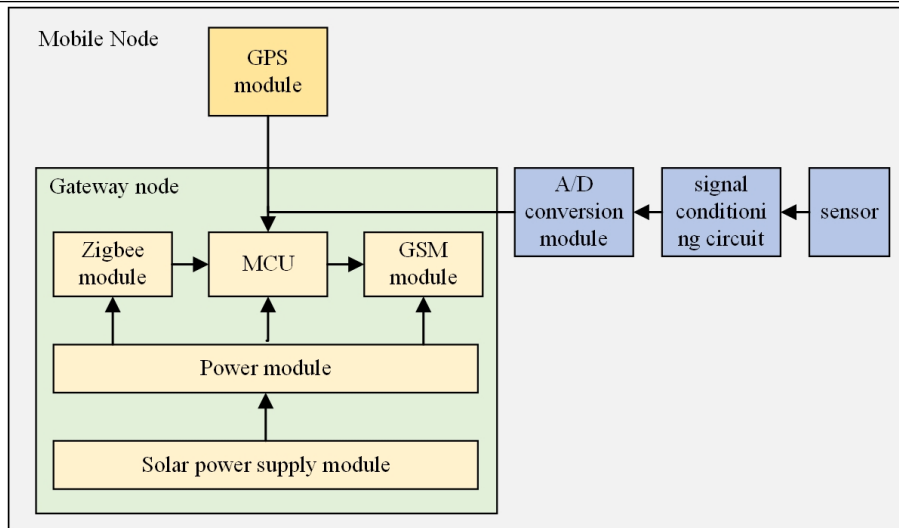 Mobile Node
GPS
module
Gateway node
A/D
conversion
module
signal
conditioni
ng circuit
sensor
Zigbee
module
MCU
GSM
module
Power module
Solar power supply module